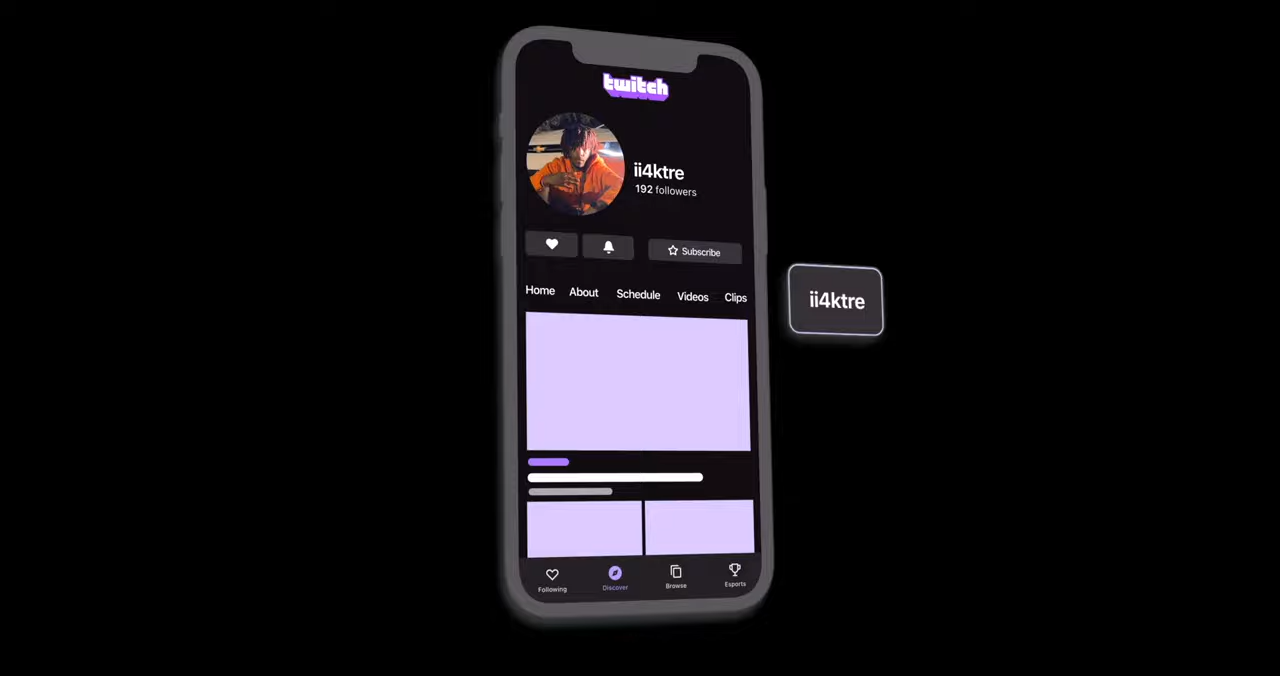 twitch
ii4ktre
192 followers
Subscribe
Home About Schedule Videos Clips
ii4ktre
Following Discover Browse Esports